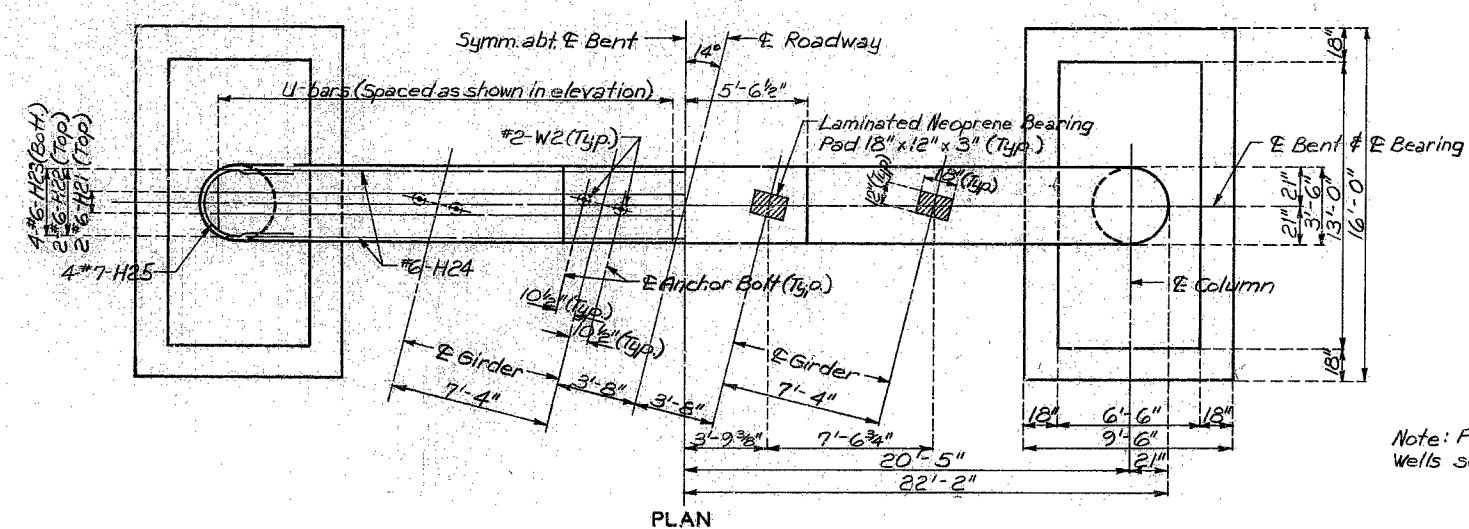 Symm. abt. ℄ Bent
14°
℄ Roadway
18"
U-bars (Spaced as shown in elevation)
5'-6½"
#2-W2 (Typ.)
Laminated Neoprene Bearing
Pad 18" x 12" x 3" (Typ.)
℄ Bent & ℄ Bearing
4-#6-H23 (Bott.)
2-#6-H22 (Top)
2-#6-H21 (Top)
12" (Typ)
18" (Typ)
21" 21"
3'-6"
13'-0"
16'-0"
4-#7-H25
#6-H24
℄ Anchor Bolt (Typ.)
℄ Column
10½" (Typ.)
10½" (Typ.)
℄ Girder
7'-4"
3'-8"
3'-8"
℄ Girder
7'-4"
18"
18"
6'-6"
18"
9'-6"
3'-9⅜"
7'-6¾"
20'-5"
21"
22'-2"
Note: F
Wells s
PLAN